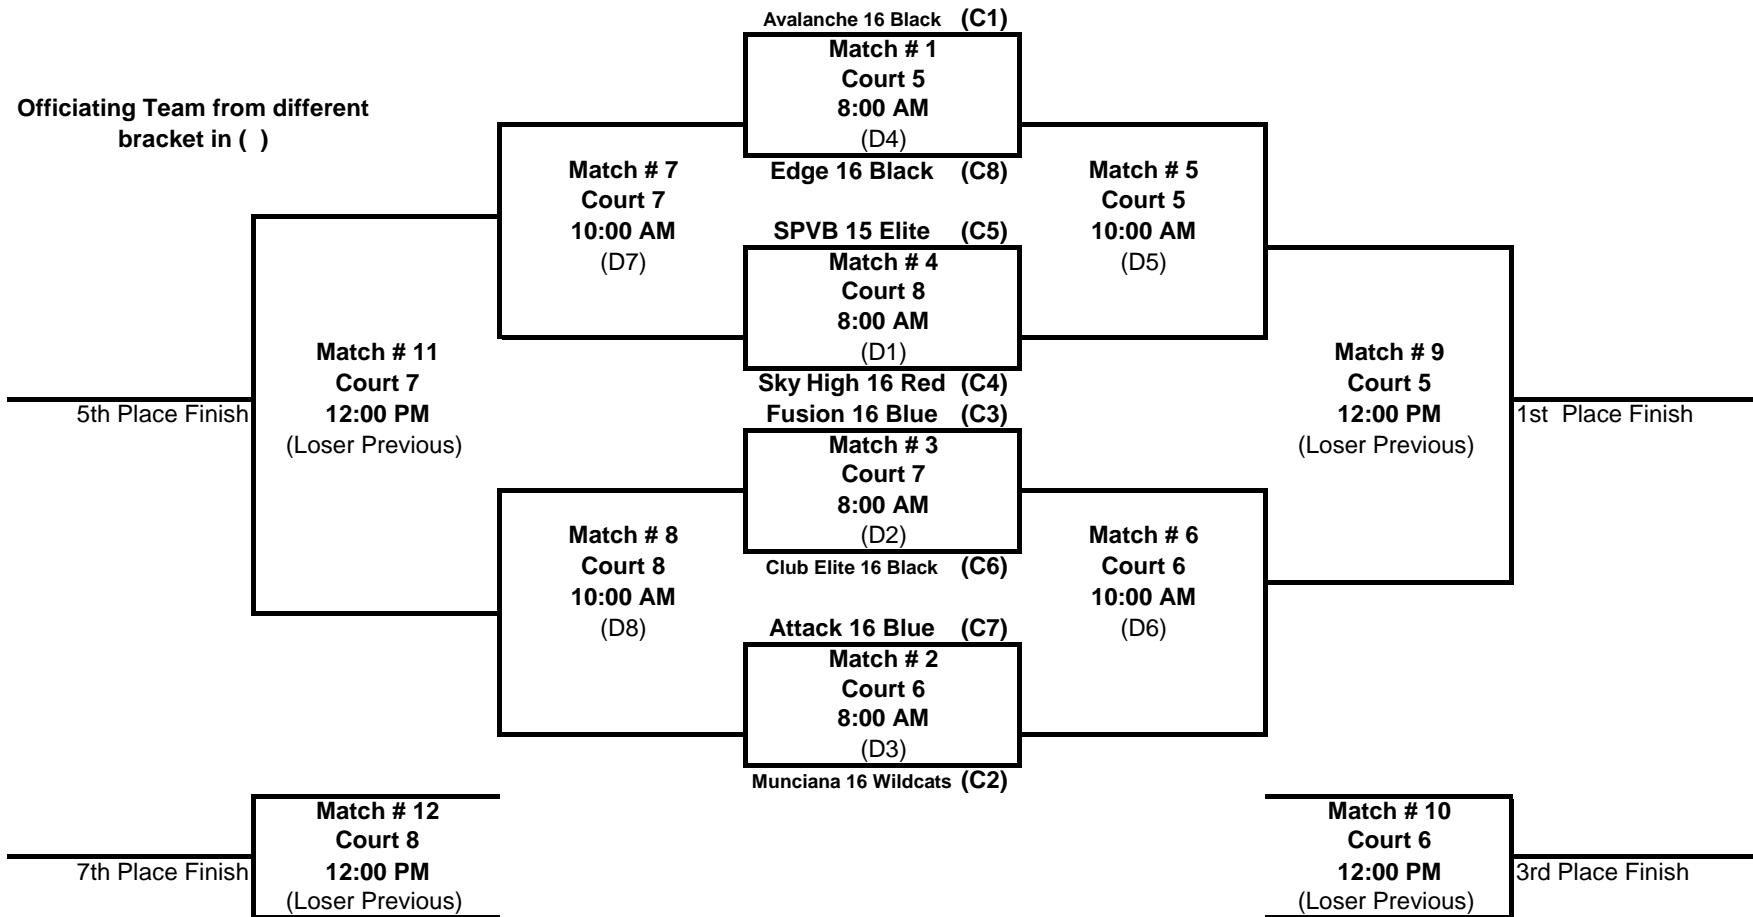 Avalanche 16 Black (C1)
Match # 1
Court 5
8:00 AM
(D4)
Edge 16 Black (C8)
Officiating Team from different
bracket in ( )
Match # 7
Court 7
10:00 AM
(D7)
Match # 5
Court 5
10:00 AM
(D5)
SPVB 15 Elite (C5)
Match # 4
Court 8
8:00 AM
(D1)
Sky High 16 Red (C4)
Match # 11
Court 7
12:00 PM
(Loser Previous)
5th Place Finish
Match # 9
Court 5
12:00 PM
(Loser Previous)
1st  Place Finish
Fusion 16 Blue (C3)
Match # 3
Court 7
8:00 AM
(D2)
Club Elite 16 Black (C6)
Match # 8
Court 8
10:00 AM
(D8)
Match # 6
Court 6
10:00 AM
(D6)
Attack 16 Blue (C7)
Match # 2
Court 6
8:00 AM
(D3)
Munciana 16 Wildcats (C2)
Match # 12
Court 8
12:00 PM
(Loser Previous)
7th Place Finish
Match # 10
Court 6
12:00 PM
(Loser Previous)
3rd Place Finish